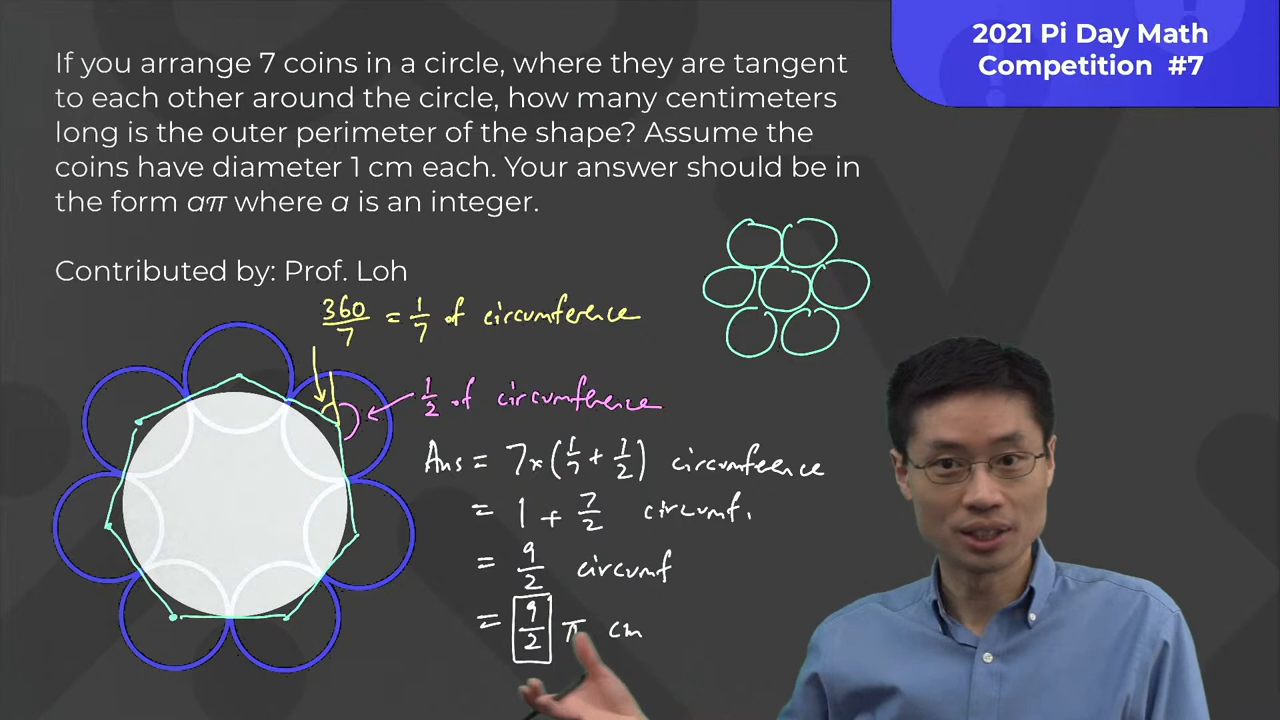 2021 Pi Day Math
Competition #7
If you arrange 7 coins in a circle, where they are tangent
to each other around the circle, how many centimeters
long is the outer perimeter of the shape? Assume the
coins have diameter 1 cm each. Your answer should be in
the form aπ where a is an integer.
Contributed by: Prof. Loh
360/7 = 1/7 of circumference
1/2 of circumference
Ans = 7×(1/7 + 1/2) circumference
= 1 + 7/2 circumf.
= 9/2 circumf
= 9/2 π cm